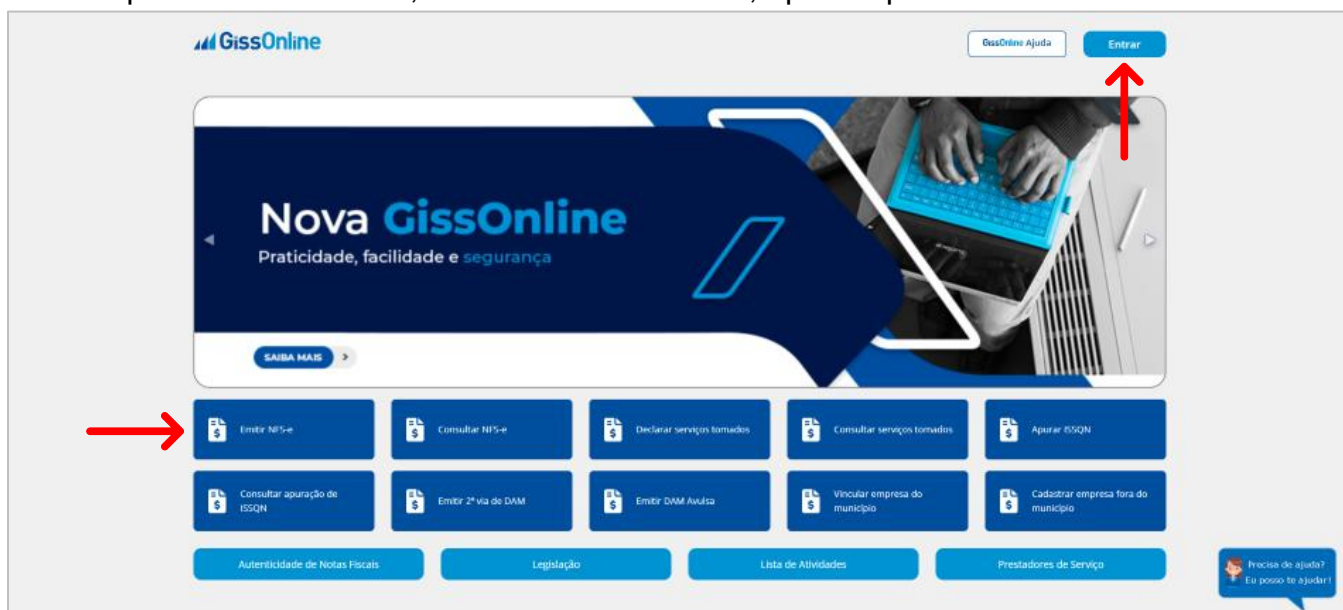 GissOnline
GissOnline Ajuda
Entrar
Nova GissOnline
Praticidade, facilidade e segurança
SAIBA MAIS
Emitir NFS-e
Consultar NFS-e
Declarar serviços tomados
Consultar serviços tomados
Apurar ISSQN
Consultar apuração de
ISSQN
Emitir 2ª via de DAM
Emitir DAM Avulsa
Vincular empresa do
município
Cadastrar empresa fora do
município
Autenticidade de Notas Fiscais
Legislação
Lista de Atividades
Prestadores de Serviço
Precisa de ajuda?
Eu posso te ajudar!